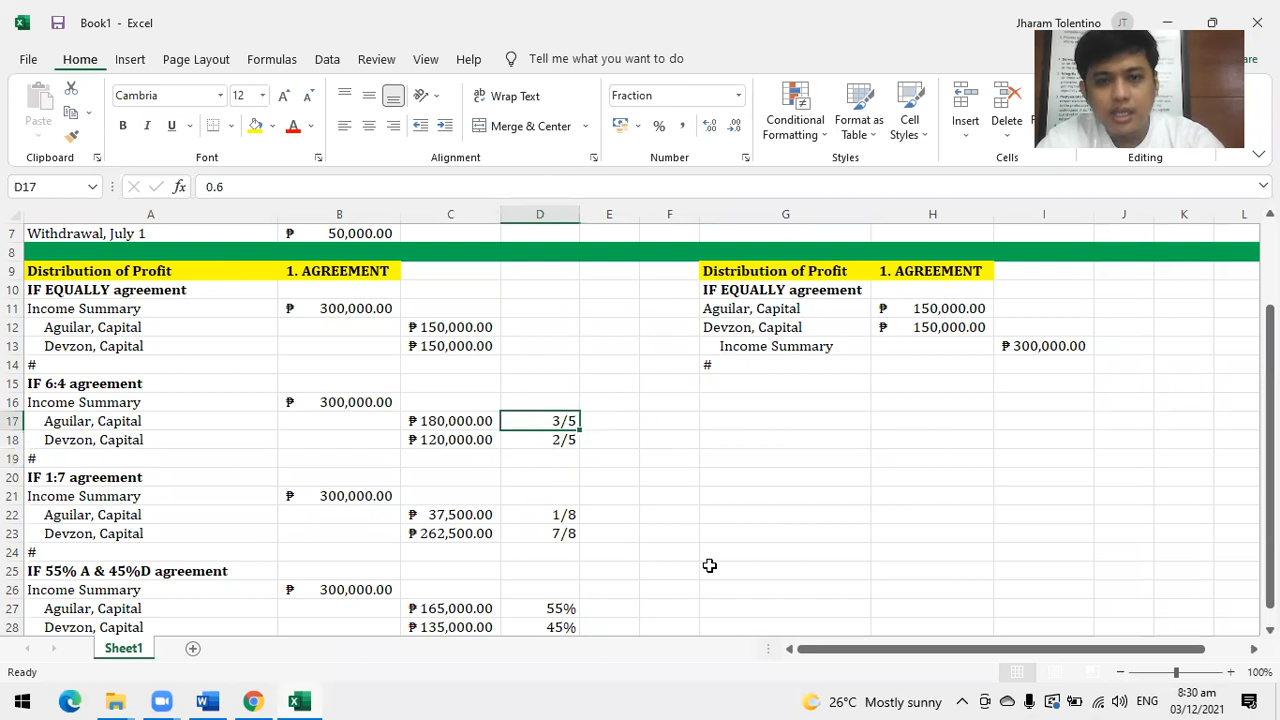 Book1 - Excel
Jharam Tolentino JT
File Home Insert Page Layout Formulas Data Review View Help Tell me what you want to do
Paste
Cambria 12
B I U
Wrap Text
Merge & Center
Fraction
Conditional Formatting
Format as Table
Cell Styles
Insert
Delete
Clipboard Font Alignment Number Styles Cells Editing
D17 fx 0.6
A B C D E F G H I J K L
7 Withdrawal, July 1 ₱ 50,000.00
8
9 Distribution of Profit 1. AGREEMENT Distribution of Profit 1. AGREEMENT
10 IF EQUALLY agreement IF EQUALLY agreement
11 Income Summary ₱ 300,000.00 Aguilar, Capital ₱ 150,000.00
12 Aguilar, Capital ₱ 150,000.00 Devzon, Capital ₱ 150,000.00
13 Devzon, Capital ₱ 150,000.00 Income Summary ₱ 300,000.00
14 # #
15 IF 6:4 agreement
16 Income Summary ₱ 300,000.00
17 Aguilar, Capital ₱ 180,000.00 3/5
18 Devzon, Capital ₱ 120,000.00 2/5
19 #
20 IF 1:7 agreement
21 Income Summary ₱ 300,000.00
22 Aguilar, Capital ₱ 37,500.00 1/8
23 Devzon, Capital ₱ 262,500.00 7/8
24 #
25 IF 55% A & 45%D agreement
26 Income Summary ₱ 300,000.00
27 Aguilar, Capital ₱ 165,000.00 55%
28 Devzon, Capital ₱ 135,000.00 45%
Sheet1
Ready 100%
26°C Mostly sunny ENG 8:30 am
03/12/2021